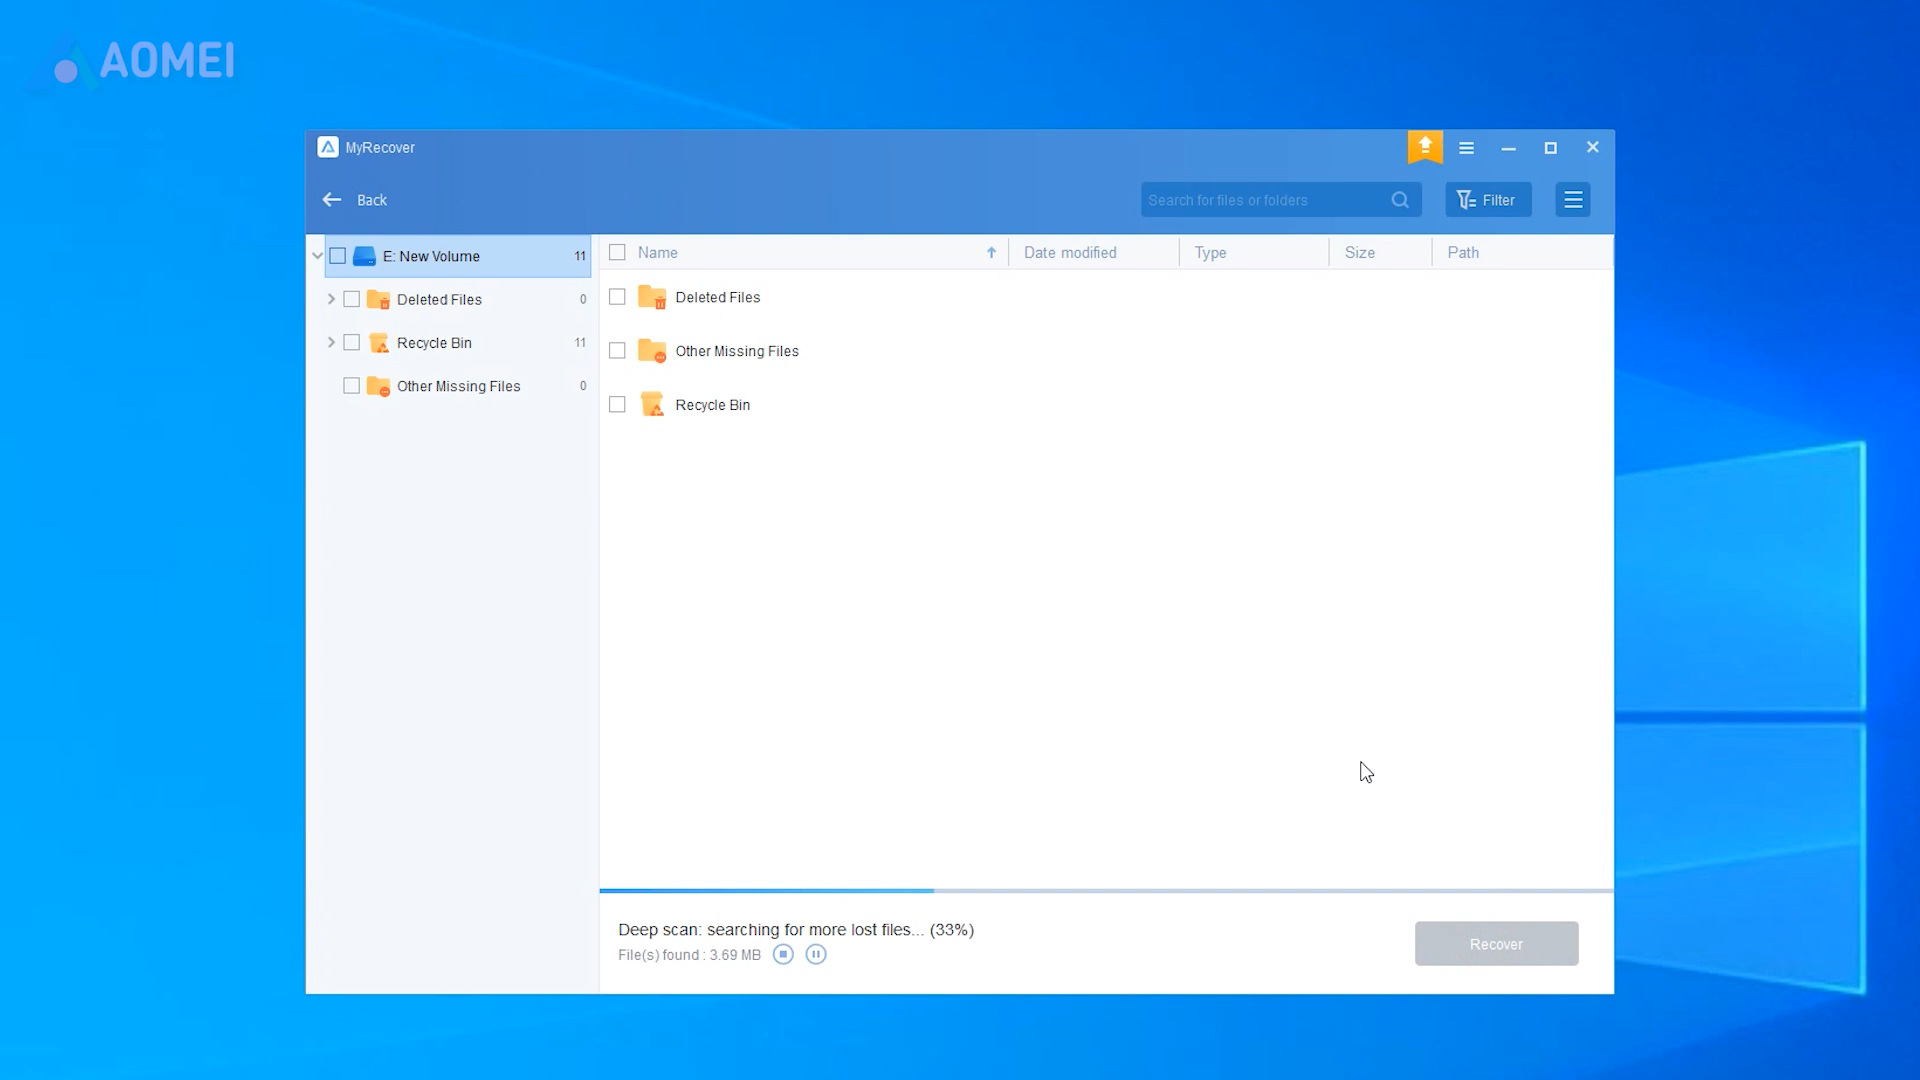 AOMEI
MyRecover
Back
Search for files or folders
Filter
E: New Volume 11
Deleted Files 0
Recycle Bin 11
Other Missing Files 0
Name Date modified Type Size Path
Deleted Files
Other Missing Files
Recycle Bin
Deep scan: searching for more lost files... (33%)
File(s) found : 3.69 MB
Recover